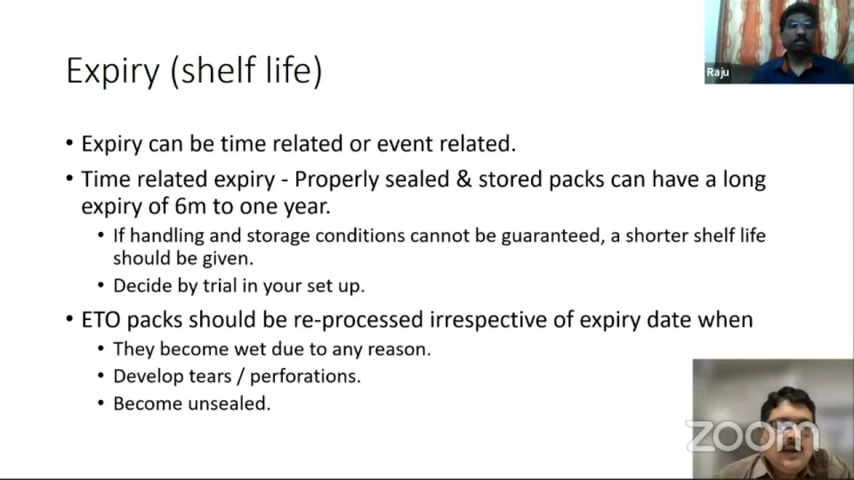 Expiry (shelf life)
Raju
• Expiry can be time related or event related.
• Time related expiry - Properly sealed & stored packs can have a long
expiry of 6m to one year.
• If handling and storage conditions cannot be guaranteed, a shorter shelf life
should be given.
• Decide by trial in your set up.
• ETO packs should be re-processed irrespective of expiry date when
• They become wet due to any reason.
• Develop tears / perforations.
• Become unsealed.
zoom